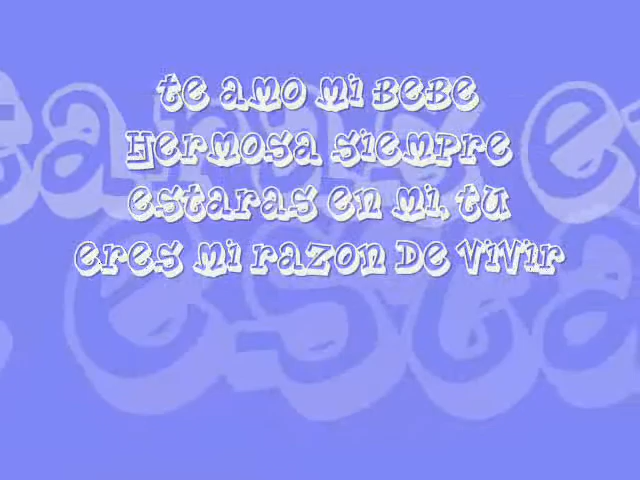 te amo mi BeBe
Hermosa siempre
estaras en mi, tu
eres mi razon De ViVir